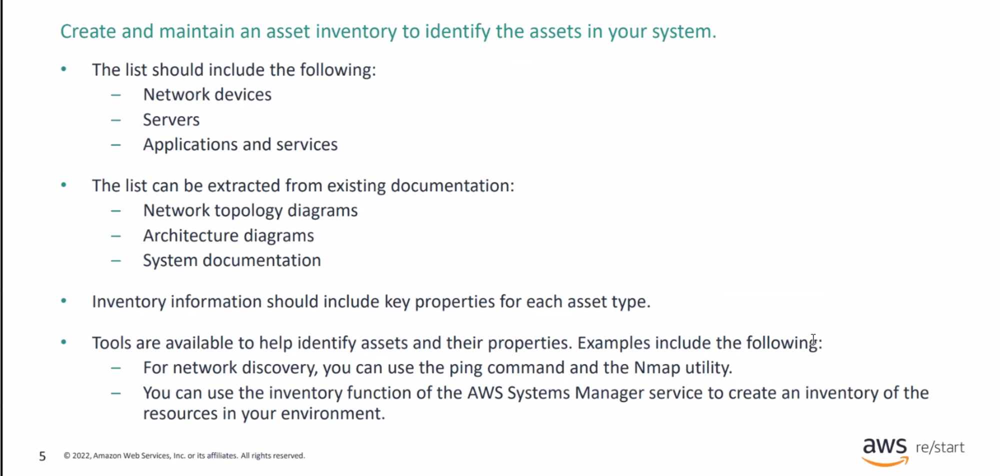 Create and maintain an asset inventory to identify the assets in your system.
• The list should include the following:
– Network devices
– Servers
– Applications and services
• The list can be extracted from existing documentation:
– Network topology diagrams
– Architecture diagrams
– System documentation
• Inventory information should include key properties for each asset type.
• Tools are available to help identify assets and their properties. Examples include the following:
– For network discovery, you can use the ping command and the Nmap utility.
– You can use the inventory function of the AWS Systems Manager service to create an inventory of the
resources in your environment.
5 © 2022, Amazon Web Services, Inc. or its affiliates. All rights reserved.
aws re/start